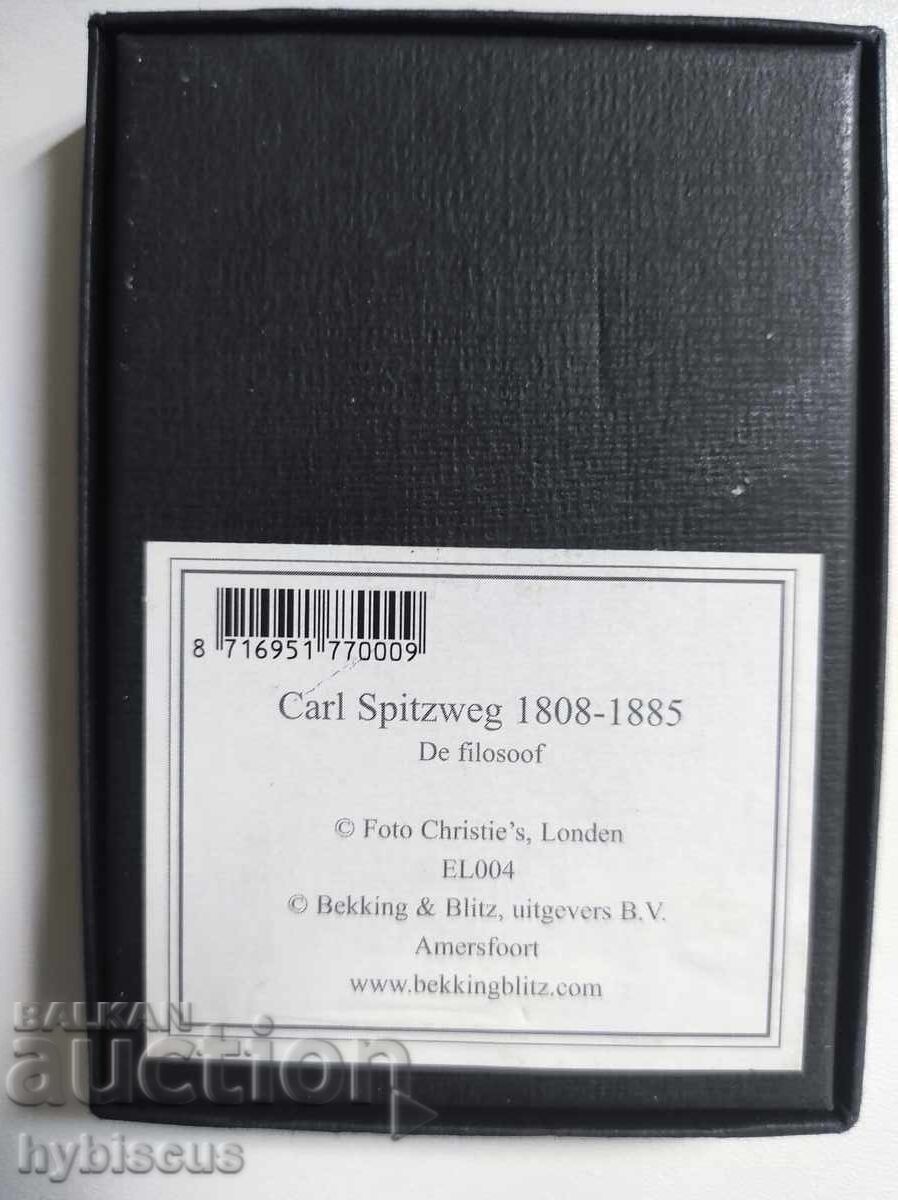 8 716951 770009
Carl Spitzweg 1808-1885
De filosoof
© Foto Christie's, Londen
EL004
© Bekking & Blitz, uitgevers B.V.
Amersfoort
www.bekkingblitz.com
BALKAN
auction
hybiscus